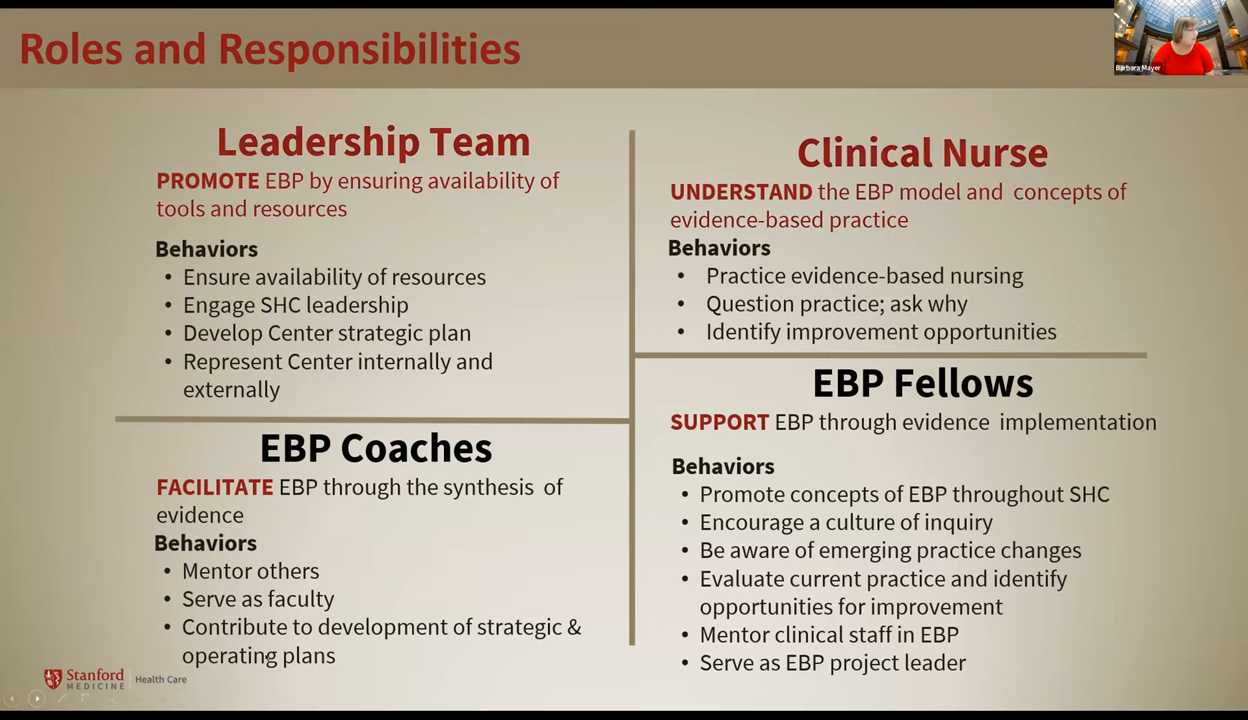 Roles and Responsibilities
Barbara Mayer
Leadership Team
PROMOTE EBP by ensuring availability of
tools and resources
Behaviors
• Ensure availability of resources
• Engage SHC leadership
• Develop Center strategic plan
• Represent Center internally and
externally
EBP Coaches
FACILITATE EBP through the synthesis of
evidence
Behaviors
• Mentor others
• Serve as faculty
• Contribute to development of strategic &
operating plans
Clinical Nurse
UNDERSTAND the EBP model and concepts of
evidence-based practice
Behaviors
• Practice evidence-based nursing
• Question practice; ask why
• Identify improvement opportunities
EBP Fellows
SUPPORT EBP through evidence implementation
Behaviors
• Promote concepts of EBP throughout SHC
• Encourage a culture of inquiry
• Be aware of emerging practice changes
• Evaluate current practice and identify
opportunities for improvement
• Mentor clinical staff in EBP
• Serve as EBP project leader
Stanford
MEDICINE
Health Care